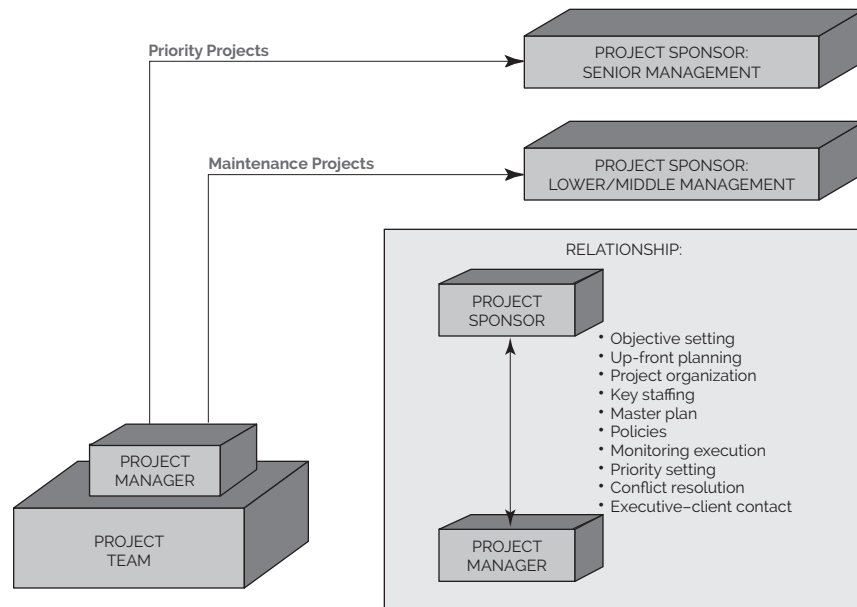 Priority Projects
PROJECT SPONSOR:
SENIOR MANAGEMENT
Maintenance Projects
PROJECT SPONSOR:
LOWER/MIDDLE MANAGEMENT
RELATIONSHIP:
PROJECT
SPONSOR
• Objective setting
• Up-front planning
• Project organization
• Key staffing
• Master plan
• Policies
• Monitoring execution
• Priority setting
• Conflict resolution
• Executive–client contact
PROJECT
MANAGER
PROJECT
MANAGER
PROJECT
TEAM